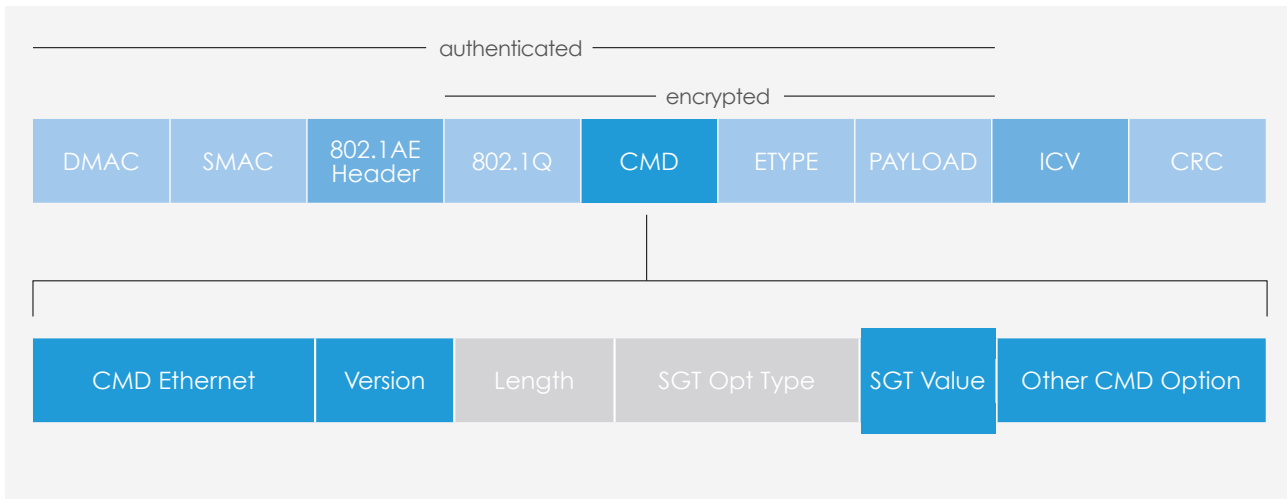 authenticated
encrypted
DMAC
SMAC
802.1AE
Header
802.1Q
CMD
ETYPE
PAYLOAD
ICV
CRC
CMD Ethernet
Version
Length
SGT Opt Type
SGT Value
Other CMD Option